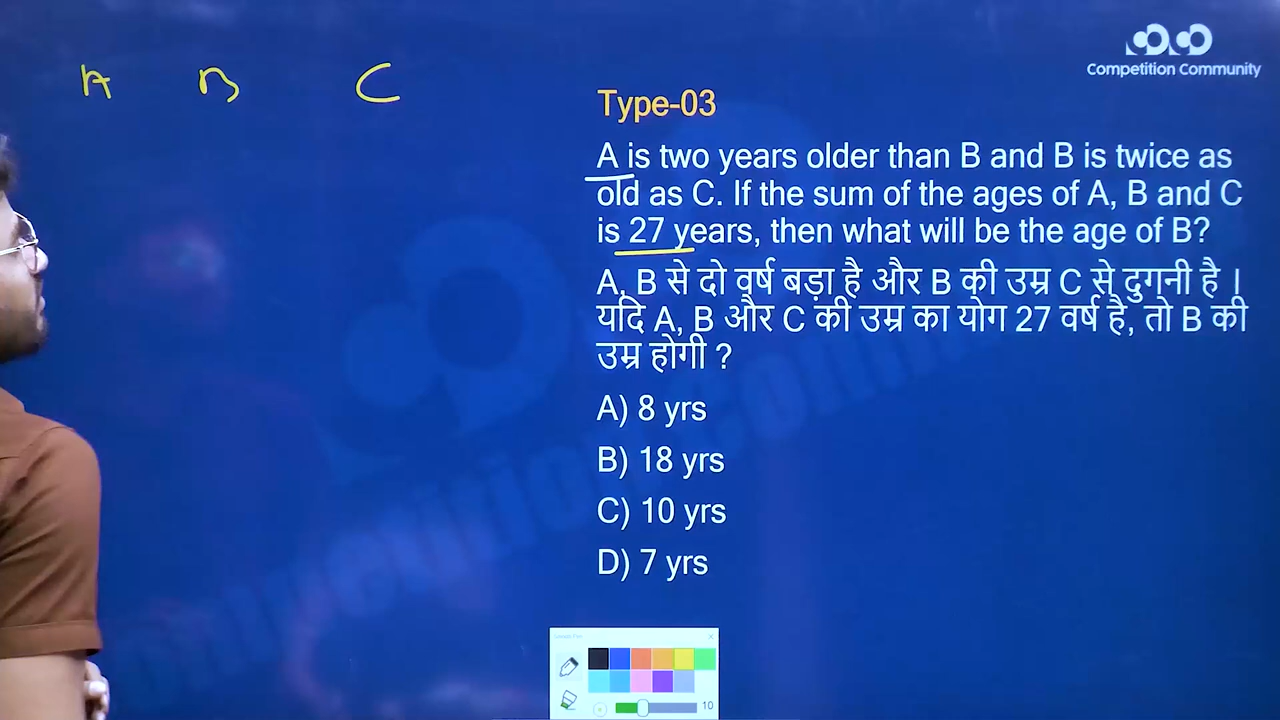 Competition Community
A B C
Type-03
A is two years older than B and B is twice as
old as C. If the sum of the ages of A, B and C
is 27 years, then what will be the age of B?
A, B से दो वर्ष बड़ा है और B की उम्र C से दुगनी है ।
यदि A, B और C की उम्र का योग 27 वर्ष है, तो B की
उम्र होगी ?
A) 8 yrs
B) 18 yrs
C) 10 yrs
D) 7 yrs
10